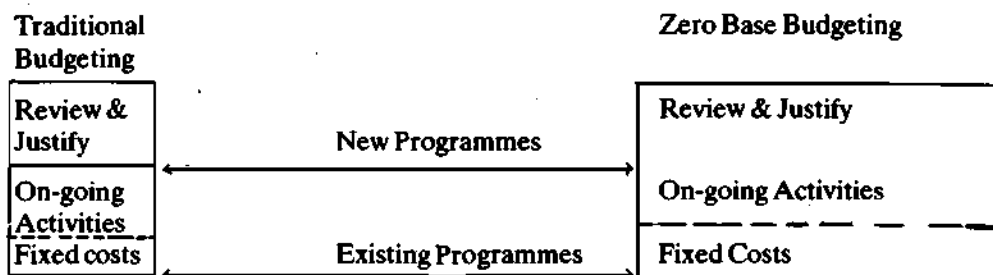 Traditional
Budgeting
Zero Base Budgeting
Review &
Justify
New Programmes
Review & Justify
On-going
Activities
On-going Activities
Fixed costs
Existing Programmes
Fixed Costs